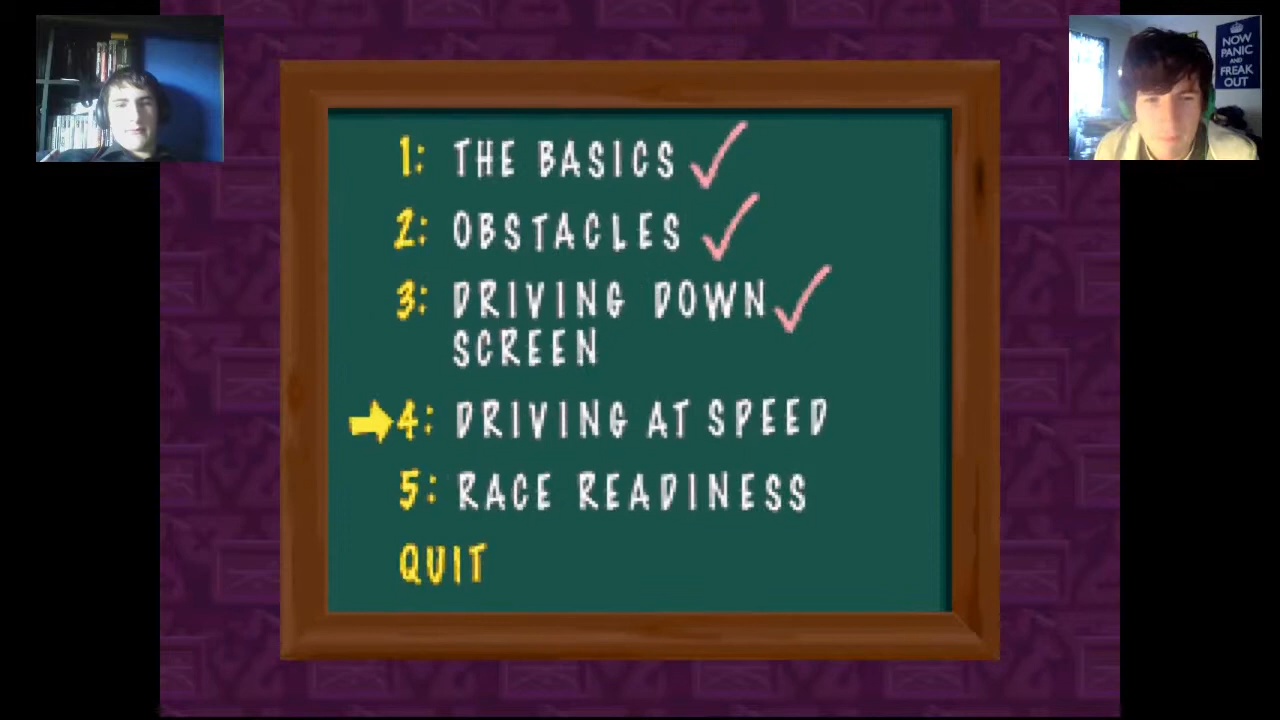 NOW
PANIC
AND
FREAK
OUT
1: THE BASICS
2: OBSTACLES
3: DRIVING DOWN
SCREEN
4: DRIVING AT SPEED
5: RACE READINESS
QUIT